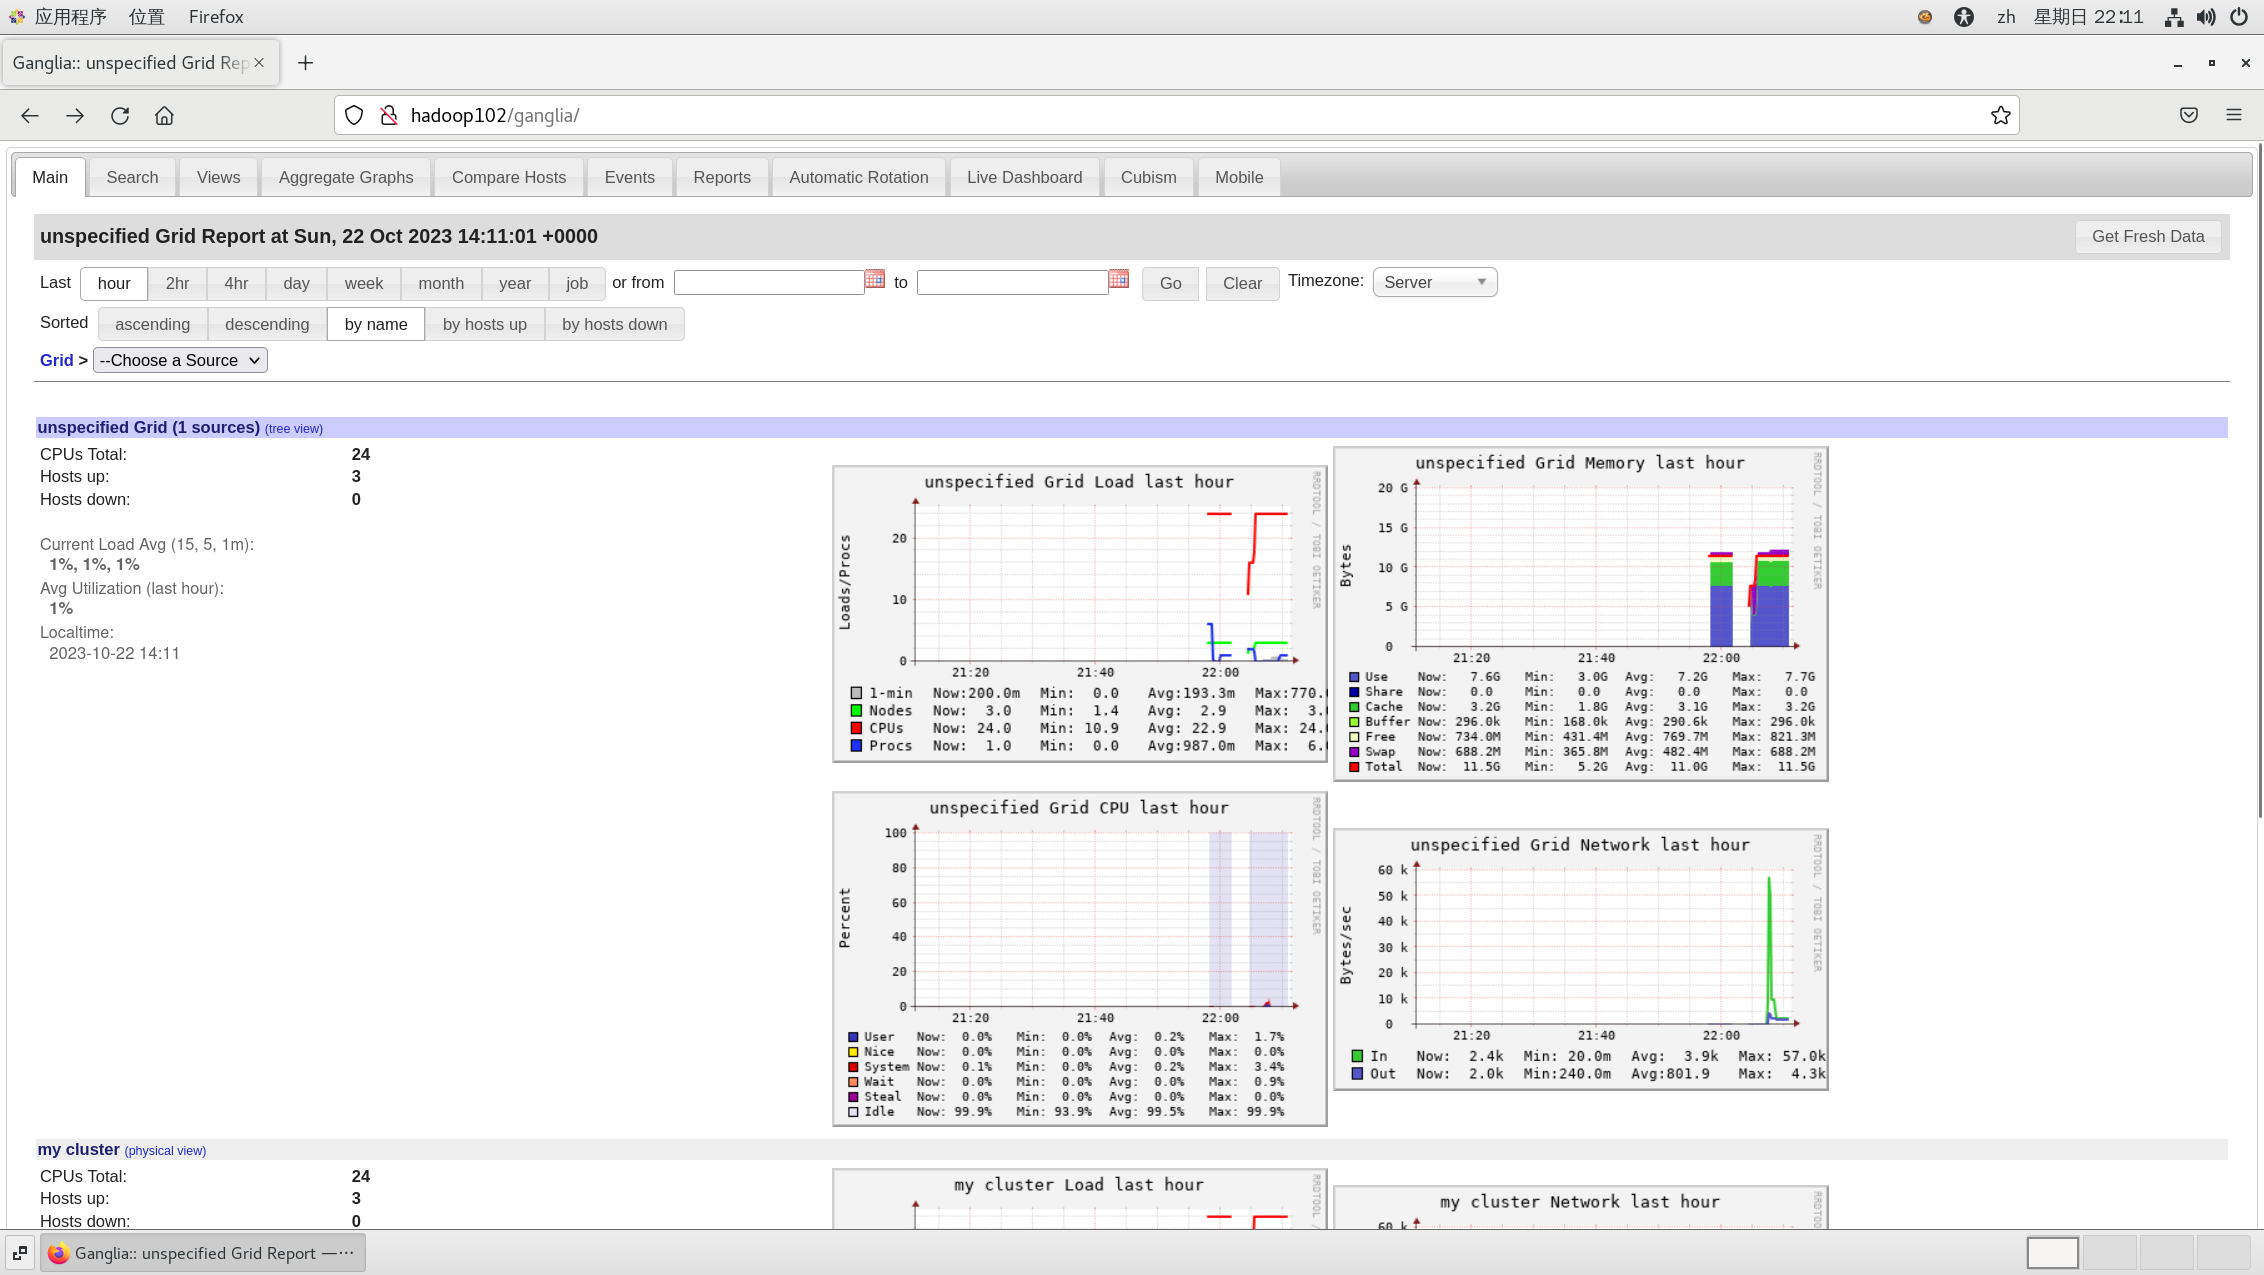 应用程序 位置 Firefox zh 星期日 22:11
Ganglia:: unspecified Grid Rep
hadoop102/ganglia/
Main Search Views Aggregate Graphs Compare Hosts Events Reports Automatic Rotation Live Dashboard Cubism Mobile
unspecified Grid Report at Sun, 22 Oct 2023 14:11:01 +0000 Get Fresh Data
Last hour 2hr 4hr day week month year job or from to Go Clear Timezone: Server
Sorted ascending descending by name by hosts up by hosts down
Grid > --Choose a Source
unspecified Grid (1 sources) (tree view)
CPUs Total: 24
Hosts up: 3
Hosts down: 0
Current Load Avg (15, 5, 1m):
1%, 1%, 1%
Avg Utilization (last hour):
1%
Localtime:
2023-10-22 14:11
unspecified Grid Load last hour
RRDTOOL / TOBI OETIKER
Loads/Procs
20
10
0
21:20 21:40 22:00
1-min Now:200.0m Min: 0.0 Avg:193.3m Max:770.
Nodes Now: 3.0 Min: 1.4 Avg: 2.9 Max: 3.
CPUs Now: 24.0 Min: 10.9 Avg: 22.9 Max: 24.
Procs Now: 1.0 Min: 0.0 Avg:987.0m Max: 6.
unspecified Grid Memory last hour
RRDTOOL / TOBI OETIKER
Bytes
20 G
15 G
10 G
5 G
0
21:20 21:40 22:00
Use Now: 7.6G Min: 3.0G Avg: 7.2G Max: 7.7G
Share Now: 0.0 Min: 0.0 Avg: 0.0 Max: 0.0
Cache Now: 3.2G Min: 1.8G Avg: 3.1G Max: 3.2G
Buffer Now: 296.0k Min: 168.0k Avg: 290.6k Max: 296.0k
Free Now: 734.0M Min: 431.4M Avg: 769.7M Max: 821.3M
Swap Now: 688.2M Min: 365.8M Avg: 482.4M Max: 688.2M
Total Now: 11.5G Min: 5.2G Avg: 11.0G Max: 11.5G
unspecified Grid CPU last hour
RRDTOOL / TOBI OETIKER
Percent
100
80
60
40
20
0
21:20 21:40 22:00
User Now: 0.0% Min: 0.0% Avg: 0.2% Max: 1.7%
Nice Now: 0.0% Min: 0.0% Avg: 0.0% Max: 0.0%
System Now: 0.1% Min: 0.0% Avg: 0.2% Max: 3.4%
Wait Now: 0.0% Min: 0.0% Avg: 0.0% Max: 0.9%
Steal Now: 0.0% Min: 0.0% Avg: 0.0% Max: 0.0%
Idle Now: 99.9% Min: 93.9% Avg: 99.5% Max: 99.9%
unspecified Grid Network last hour
RRDTOOL / TOBI OETIKER
Bytes/sec
60 k
50 k
40 k
30 k
20 k
10 k
0
21:20 21:40 22:00
In Now: 2.4k Min: 20.0m Avg: 3.9k Max: 57.0k
Out Now: 2.0k Min:240.0m Avg:801.9 Max: 4.3k
my cluster (physical view)
CPUs Total: 24
Hosts up: 3
Hosts down: 0
my cluster Load last hour
RRDTOOL /
my cluster Network last hour
RRDTO
60 k
Ganglia:: unspecified Grid Report —···